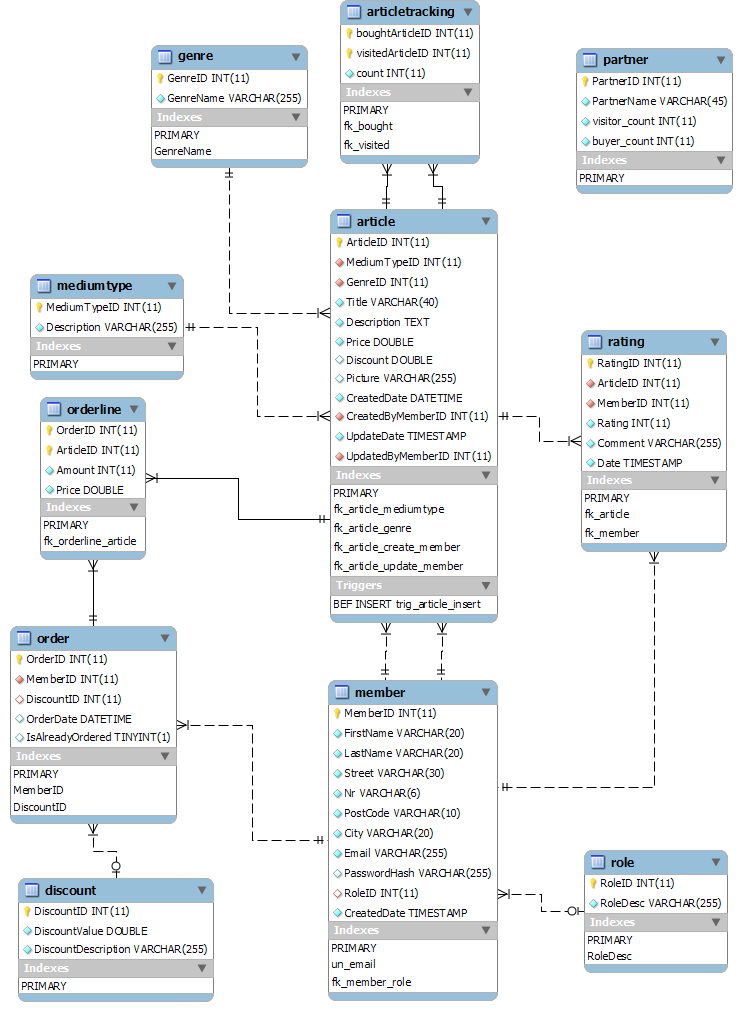 articletracking
boughtArticleID INT(11)
visitedArticleID INT(11)
count INT(11)
Indexes
PRIMARY
fk_bought
fk_visited
genre
GenreID INT(11)
GenreName VARCHAR(255)
Indexes
PRIMARY
GenreName
partner
PartnerID INT(11)
PartnerName VARCHAR(45)
visitor_count INT(11)
buyer_count INT(11)
Indexes
PRIMARY
article
ArticleID INT(11)
MediumTypeID INT(11)
GenreID INT(11)
Title VARCHAR(40)
Description TEXT
Price DOUBLE
Discount DOUBLE
Picture VARCHAR(255)
CreatedDate DATETIME
CreatedByMemberID INT(11)
UpdateDate TIMESTAMP
UpdatedByMemberID INT(11)
Indexes
PRIMARY
fk_article_mediumtype
fk_article_genre
fk_article_create_member
fk_article_update_member
Triggers
BEF INSERT trig_article_insert
mediumtype
MediumTypeID INT(11)
Description VARCHAR(255)
Indexes
PRIMARY
rating
RatingID INT(11)
ArticleID INT(11)
MemberID INT(11)
Rating INT(11)
Comment VARCHAR(255)
Date TIMESTAMP
Indexes
PRIMARY
fk_article
fk_member
orderline
OrderID INT(11)
ArticleID INT(11)
Amount INT(11)
Price DOUBLE
Indexes
PRIMARY
fk_orderline_article
order
OrderID INT(11)
MemberID INT(11)
DiscountID INT(11)
OrderDate DATETIME
IsAlreadyOrdered TINYINT(1)
Indexes
PRIMARY
MemberID
DiscountID
member
MemberID INT(11)
FirstName VARCHAR(20)
LastName VARCHAR(20)
Street VARCHAR(30)
Nr VARCHAR(6)
PostCode VARCHAR(10)
City VARCHAR(20)
Email VARCHAR(255)
PasswordHash VARCHAR(255)
RoleID INT(11)
CreatedDate TIMESTAMP
Indexes
PRIMARY
un_email
fk_member_role
role
RoleID INT(11)
RoleDesc VARCHAR(255)
Indexes
PRIMARY
RoleDesc
discount
DiscountID INT(11)
DiscountValue DOUBLE
DiscountDescription VARCHAR(255)
Indexes
PRIMARY